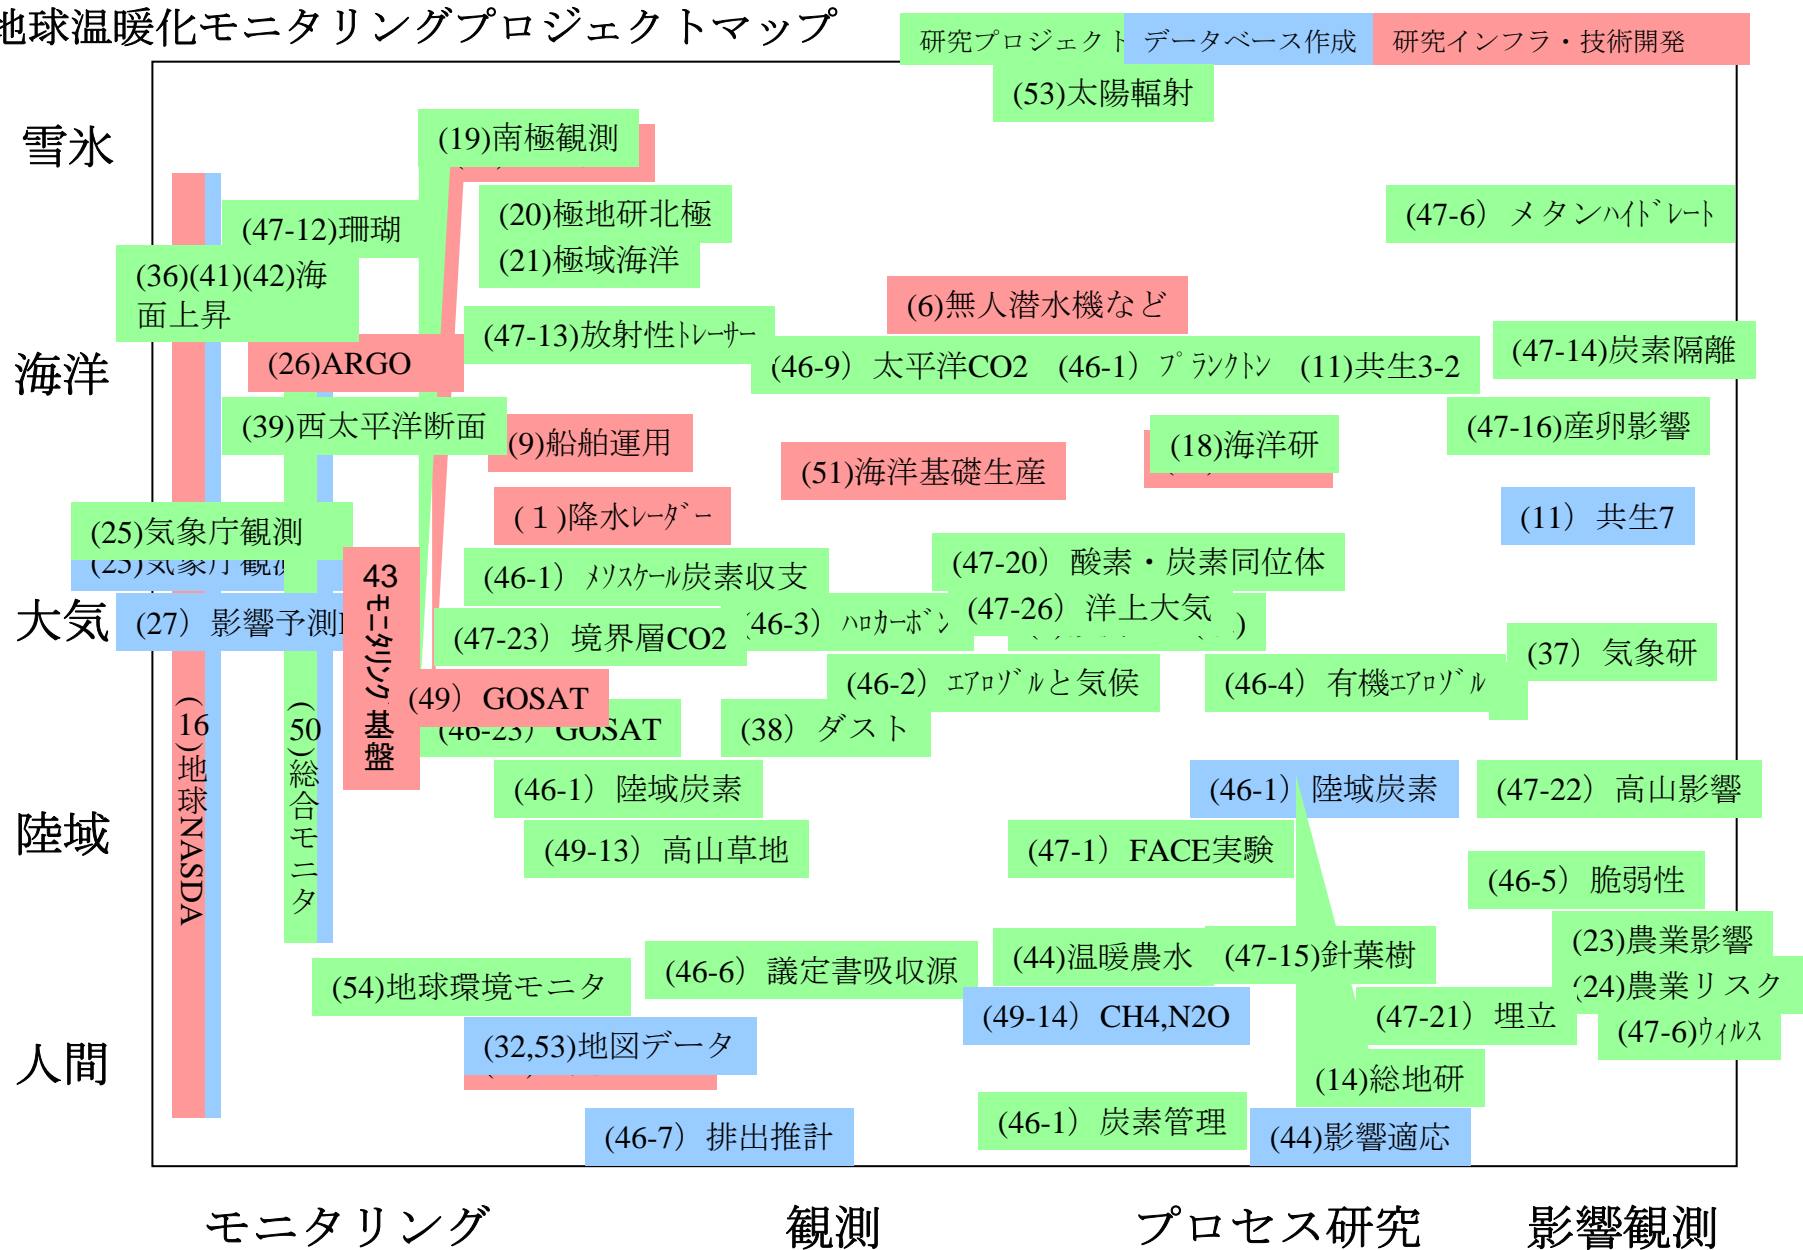 地球温暖化モニタリングプロジェクトマップ
研究プロジェクト
データベース作成
研究インフラ・技術開発
(53)太陽輻射
雪氷
(19)南極観測
(20)極地研北極
(47-6）メタンﾊｲﾄﾞﾚｰﾄ
(47-12)珊瑚
(21)極域海洋
(36)(41)(42)海
面上昇
(6)無人潜水機など
(47-13)放射性ﾄﾚｰｻｰ
(47-14)炭素隔離
海洋
(26)ARGO
(46-9）太平洋CO2
(46-1）ﾌﾟﾗﾝｸﾄﾝ
(11)共生3-2
(39)西太平洋断面
(9)船舶運用
(18)海洋研
(47-16)産卵影響
(51)海洋基礎生産
(１)降水ﾚｰﾀﾞｰ
(11）共生7
(25)気象庁観測
(25)気象庁観測
(46-1）ﾒｿｽｹｰﾙ炭素収支
(47-20）酸素・炭素同位体
大気
(27）影響予測
(47-23）境界層CO2
(46-3）ﾊﾛｶｰﾎﾞﾝ
(47-26）洋上大気
(37）気象研
43モニタリング基盤
(49）GOSAT
(46-2）ｴｱﾛｿﾞﾙと気候
(46-4）有機ｴｱﾛｿﾞﾙ
(46-23）GOSAT
(38）ダスト
(16)地球NASDA
(50)総合モニタ
(46-1）陸域炭素
(46-1）陸域炭素
(47-22）高山影響
陸域
(49-13）高山草地
(47-1）FACE実験
(46-5）脆弱性
(54)地球環境モニタ
(46-6）議定書吸収源
(44)温暖農水
(47-15)針葉樹
(23)農業影響
(24)農業リスク
(49-14）CH4,N2O
(47-21）埋立
(47-6)ｳｨﾙｽ
人間
(32,53)地図データ
(14)総地研
(46-7）排出推計
(46-1）炭素管理
(44)影響適応
モニタリング
観測
プロセス研究
影響観測